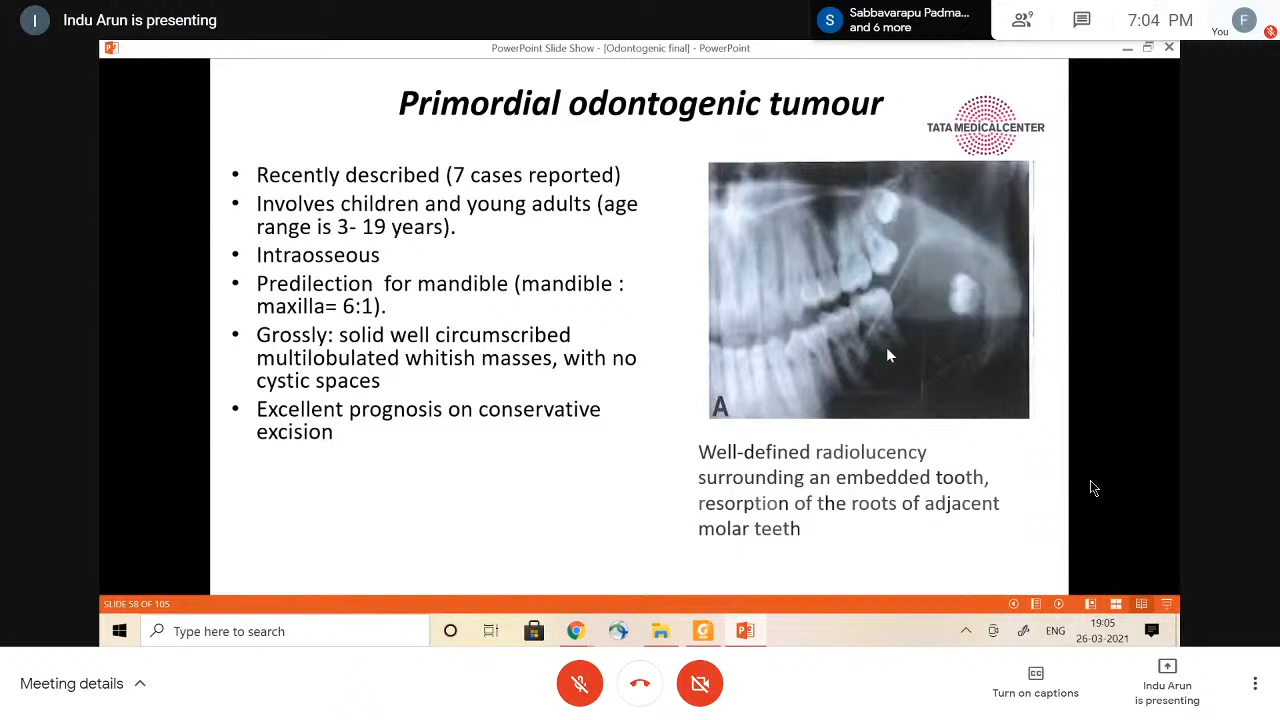 I Indu Arun is presenting
S Sabbavarapu Padma...
and 6 more
9
7:04 PM
You
F
PowerPoint Slide Show - [Odontogenic final] - PowerPoint
Primordial odontogenic tumour
TATA MEDICAL CENTER
• Recently described (7 cases reported)
• Involves children and young adults (age
range is 3- 19 years).
• Intraosseous
• Predilection for mandible (mandible :
maxilla= 6:1).
• Grossly: solid well circumscribed
multilobulated whitish masses, with no
cystic spaces
• Excellent prognosis on conservative
excision
A
Well-defined radiolucency
surrounding an embedded tooth,
resorption of the roots of adjacent
molar teeth
SLIDE 58 OF 105
Type here to search
ENG
19:05
26-03-2021
Meeting details
CC
Turn on captions
Indu Arun
is presenting